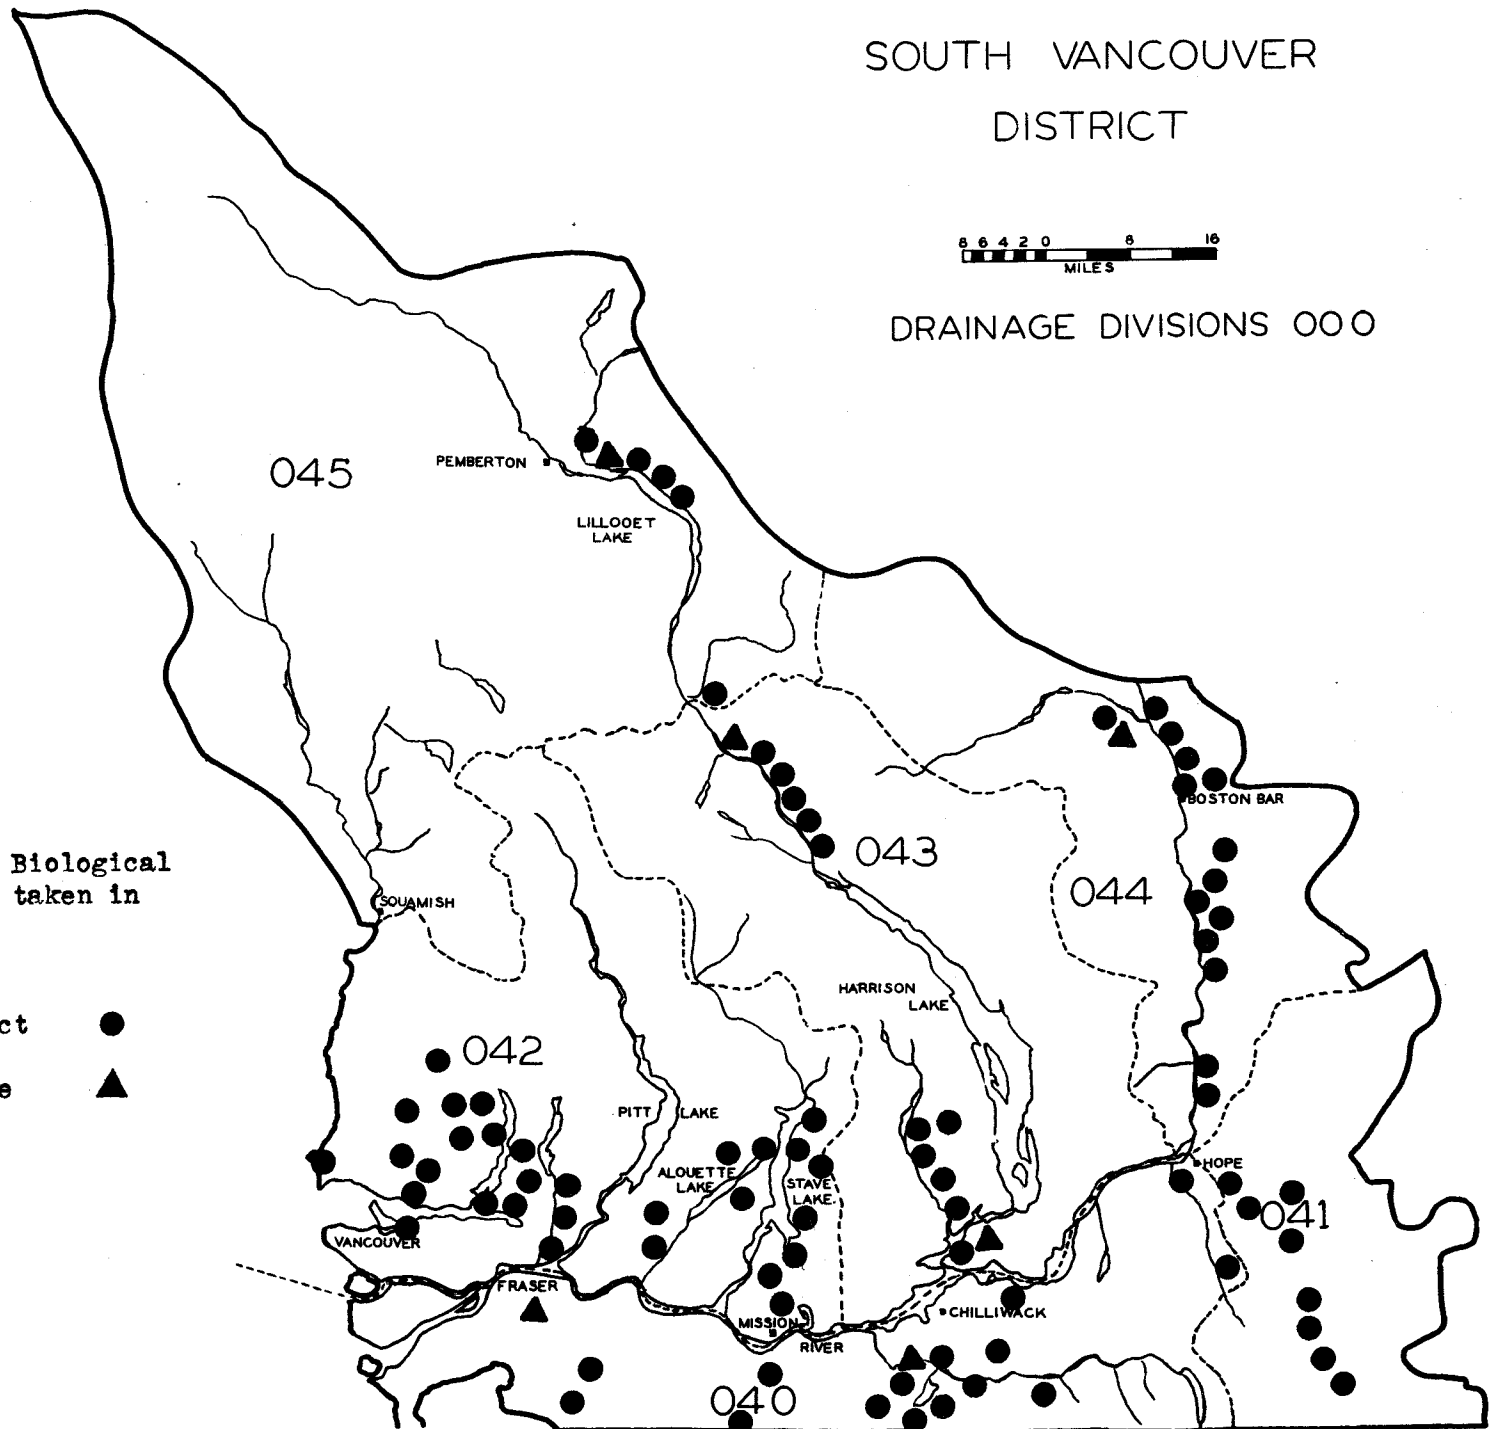 SOUTH VANCOUVER
DISTRICT
8 6 4 2 0 8 16
MILES
DRAINAGE DIVISIONS 000
045
PEMBERTON
LILLOOET
LAKE
BOSTON BAR
043
044
Biological
taken in
SQUAMISH
HARRISON
LAKE
ct
042
e
PITT LAKE
ALOUETTE
LAKE
STAVE
LAKE
HOPE
041
VANCOUVER
FRASER
CHILLIWACK
MISSION
RIVER
040